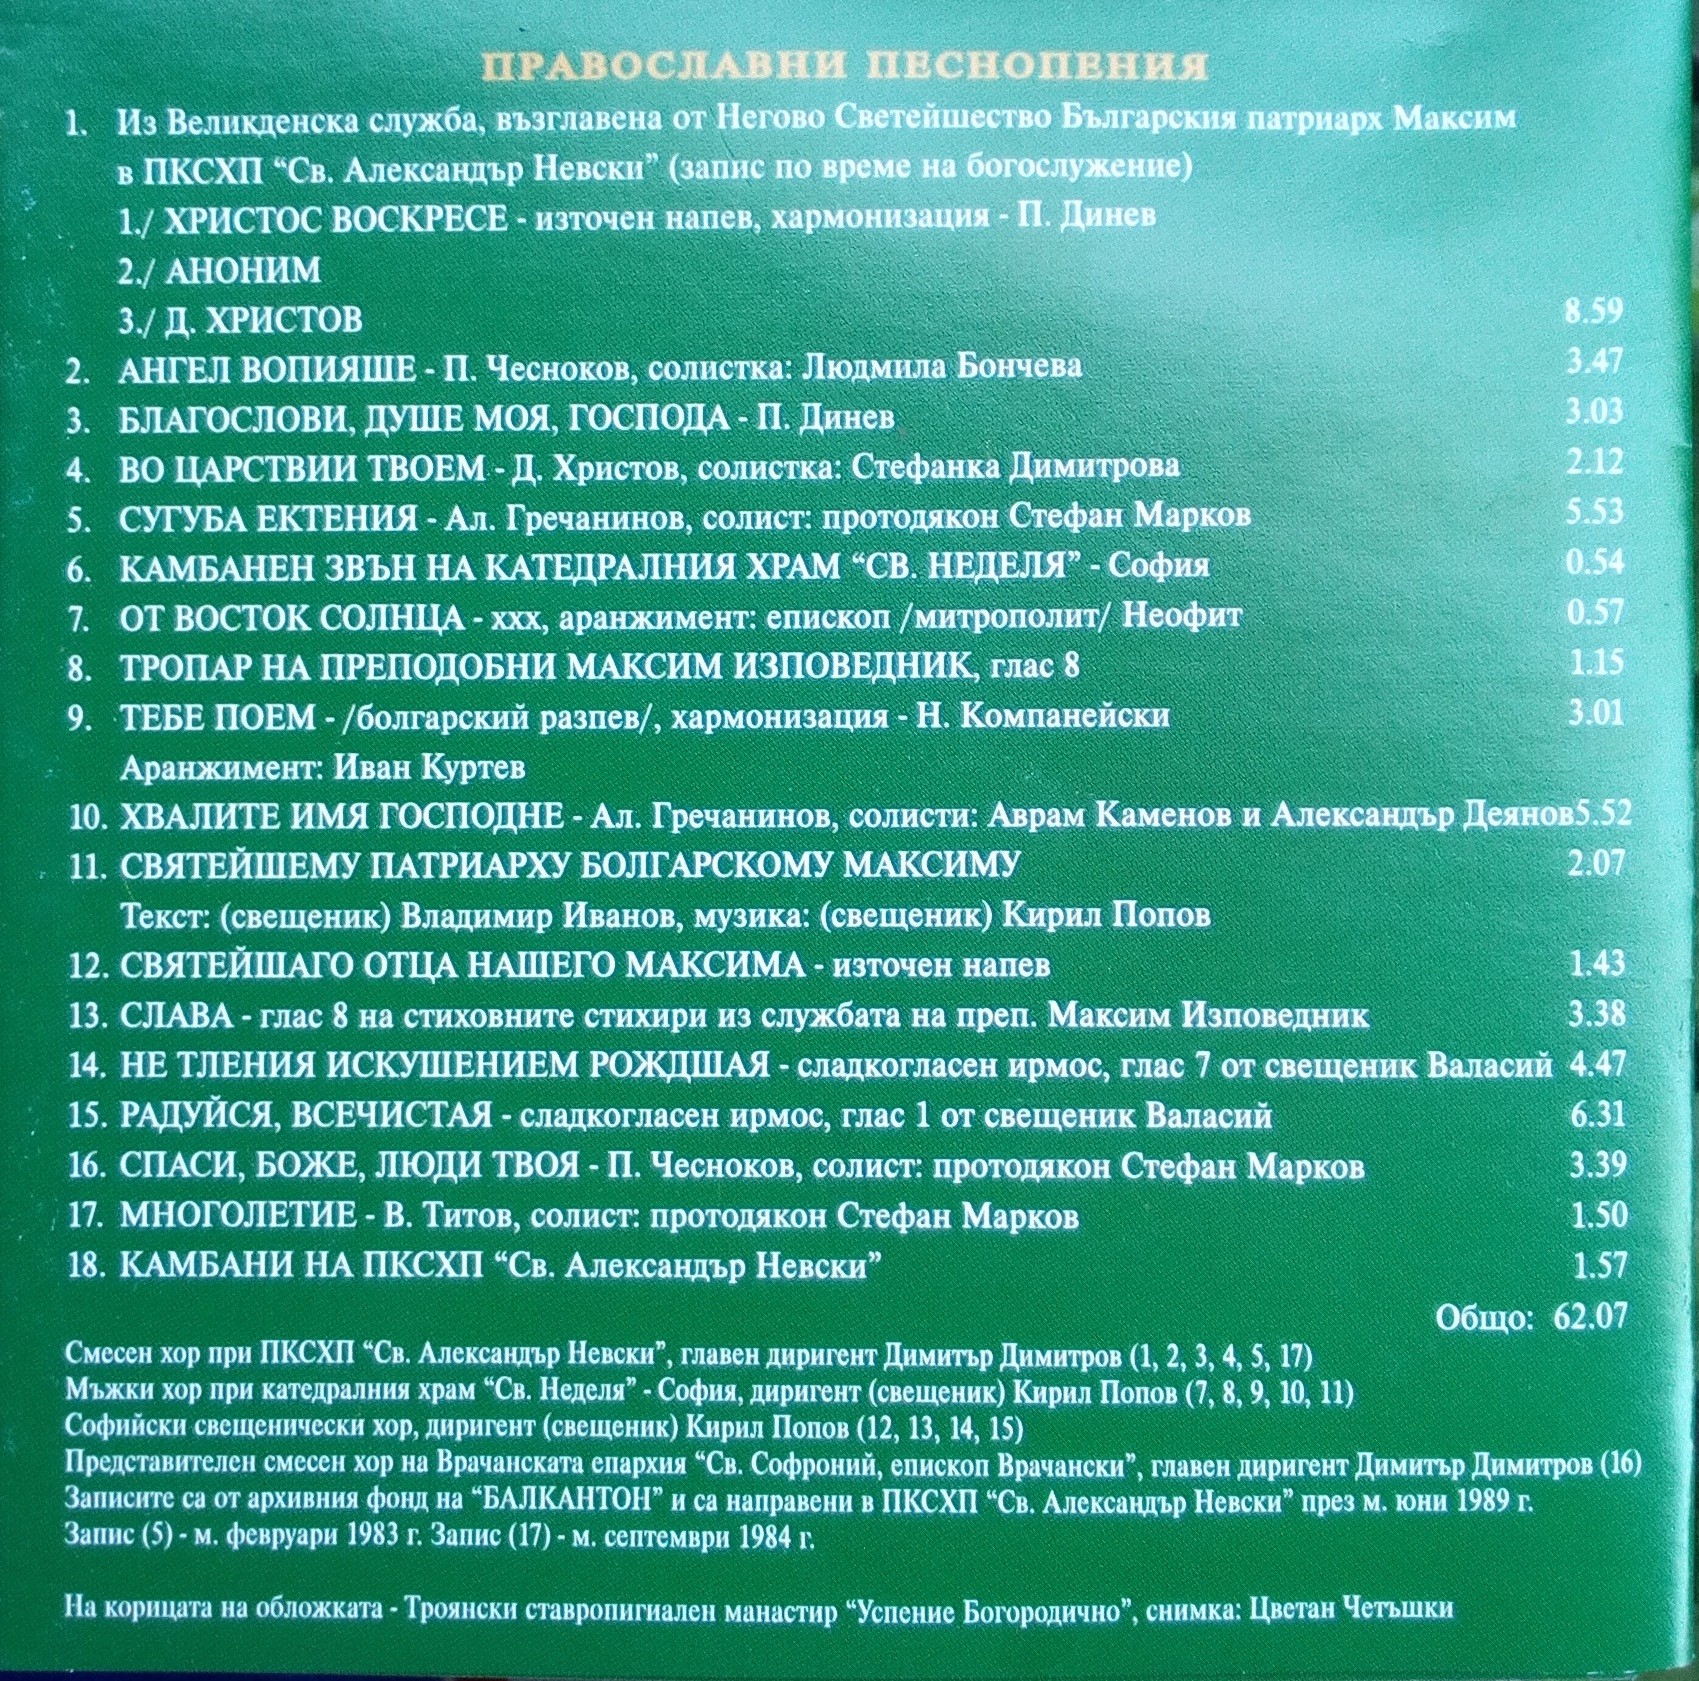 ПРАВОСЛАВНИ ПЕСНОПЕНИЯ
1. Из Великденска служба, възглавена от Негово Светейшество Българския патриарх Максим
в ПКСХП “Св. Александър Невски” (запис по време на богослужение)
1./ ХРИСТОС ВОСКРЕСЕ - източен напев, хармонизация - П. Динев
2./ АНОНИМ
3./ Д. ХРИСТОВ 8.59
2. АНГЕЛ ВОПИЯШЕ - П. Чесноков, солистка: Людмила Бончева 3.47
3. БЛАГОСЛОВИ, ДУШЕ МОЯ, ГОСПОДА - П. Динев 3.03
4. ВО ЦАРСТВИИ ТВОЕМ - Д. Христов, солистка: Стефанка Димитрова 2.12
5. СУГУБА ЕКТЕНИЯ - Ал. Гречанинов, солист: протодякон Стефан Марков 5.53
6. КАМБАНЕН ЗВЪН НА КАТЕДРАЛНИЯ ХРАМ “СВ. НЕДЕЛЯ” - София 0.54
7. ОТ ВОСТОК СОЛНЦА - ххх, аранжимент: епископ /митрополит/ Неофит 0.57
8. ТРОПАР НА ПРЕПОДОБНИ МАКСИМ ИЗПОВЕДНИК, глас 8 1.15
9. ТЕБЕ ПОЕМ - /болгарский разпев/, хармонизация - Н. Компанейски 3.01
Аранжимент: Иван Куртев
10. ХВАЛИТЕ ИМЯ ГОСПОДНЕ - Ал. Гречанинов, солисти: Аврам Каменов и Александър Деянов5.52
11. СВЯТЕЙШЕМУ ПАТРИАРХУ БОЛГАРСКОМУ МАКСИМУ 2.07
Текст: (свещеник) Владимир Иванов, музика: (свещеник) Кирил Попов
12. СВЯТЕЙШАГО ОТЦА НАШЕГО МАКСИМА - източен напев 1.43
13. СЛАВА - глас 8 на стиховните стихири из службата на преп. Максим Изповедник 3.38
14. НЕ ТЛЕНИЯ ИСКУШЕНИЕМ РОЖДШАЯ - сладкогласен ирмос, глас 7 от свещеник Валасий 4.47
15. РАДУЙСЯ, ВСЕЧИСТАЯ - сладкогласен ирмос, глас 1 от свещеник Валасий 6.31
16. СПАСИ, БОЖЕ, ЛЮДИ ТВОЯ - П. Чесноков, солист: протодякон Стефан Марков 3.39
17. МНОГОЛЕТИЕ - В. Титов, солист: протодякон Стефан Марков 1.50
18. КАМБАНИ НА ПКСХП “Св. Александър Невски” 1.57
Общо: 62.07
Смесен хор при ПКСХП “Св. Александър Невски”, главен диригент Димитър Димитров (1, 2, 3, 4, 5, 17)
Мъжки хор при катедралния храм “Св. Неделя” - София, диригент (свещеник) Кирил Попов (7, 8, 9, 10, 11)
Софийски свещенически хор, диригент (свещеник) Кирил Попов (12, 13, 14, 15)
Представителен смесен хор на Врачанската епархия “Св. Софроний, епископ Врачански”, главен диригент Димитър Димитров (16)
Записите са от архивния фонд на “БАЛКАНТОН” и са направени в ПКСХП “Св. Александър Невски” през м. юни 1989 г.
Запис (5) - м. февруари 1983 г. Запис (17) - м. септември 1984 г.
На корицата на обложката - Троянски ставропигиален манастир “Успение Богородично”, снимка: Цветан Четъшки